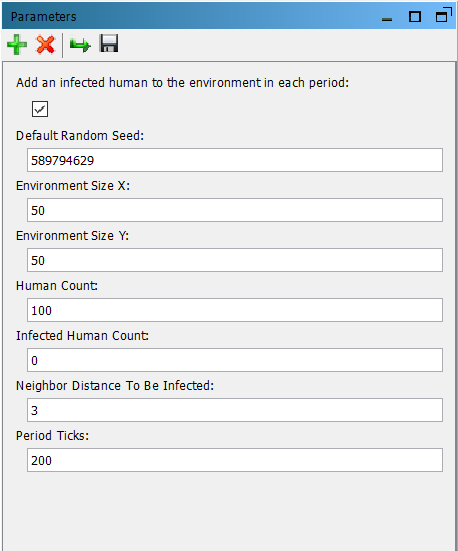 Parameters
Add an infected human to the environment in each period:
Default Random Seed:
589794629
Environment Size X:
50
Environment Size Y:
50
Human Count:
100
Infected Human Count:
0
Neighbor Distance To Be Infected:
3
Period Ticks:
200